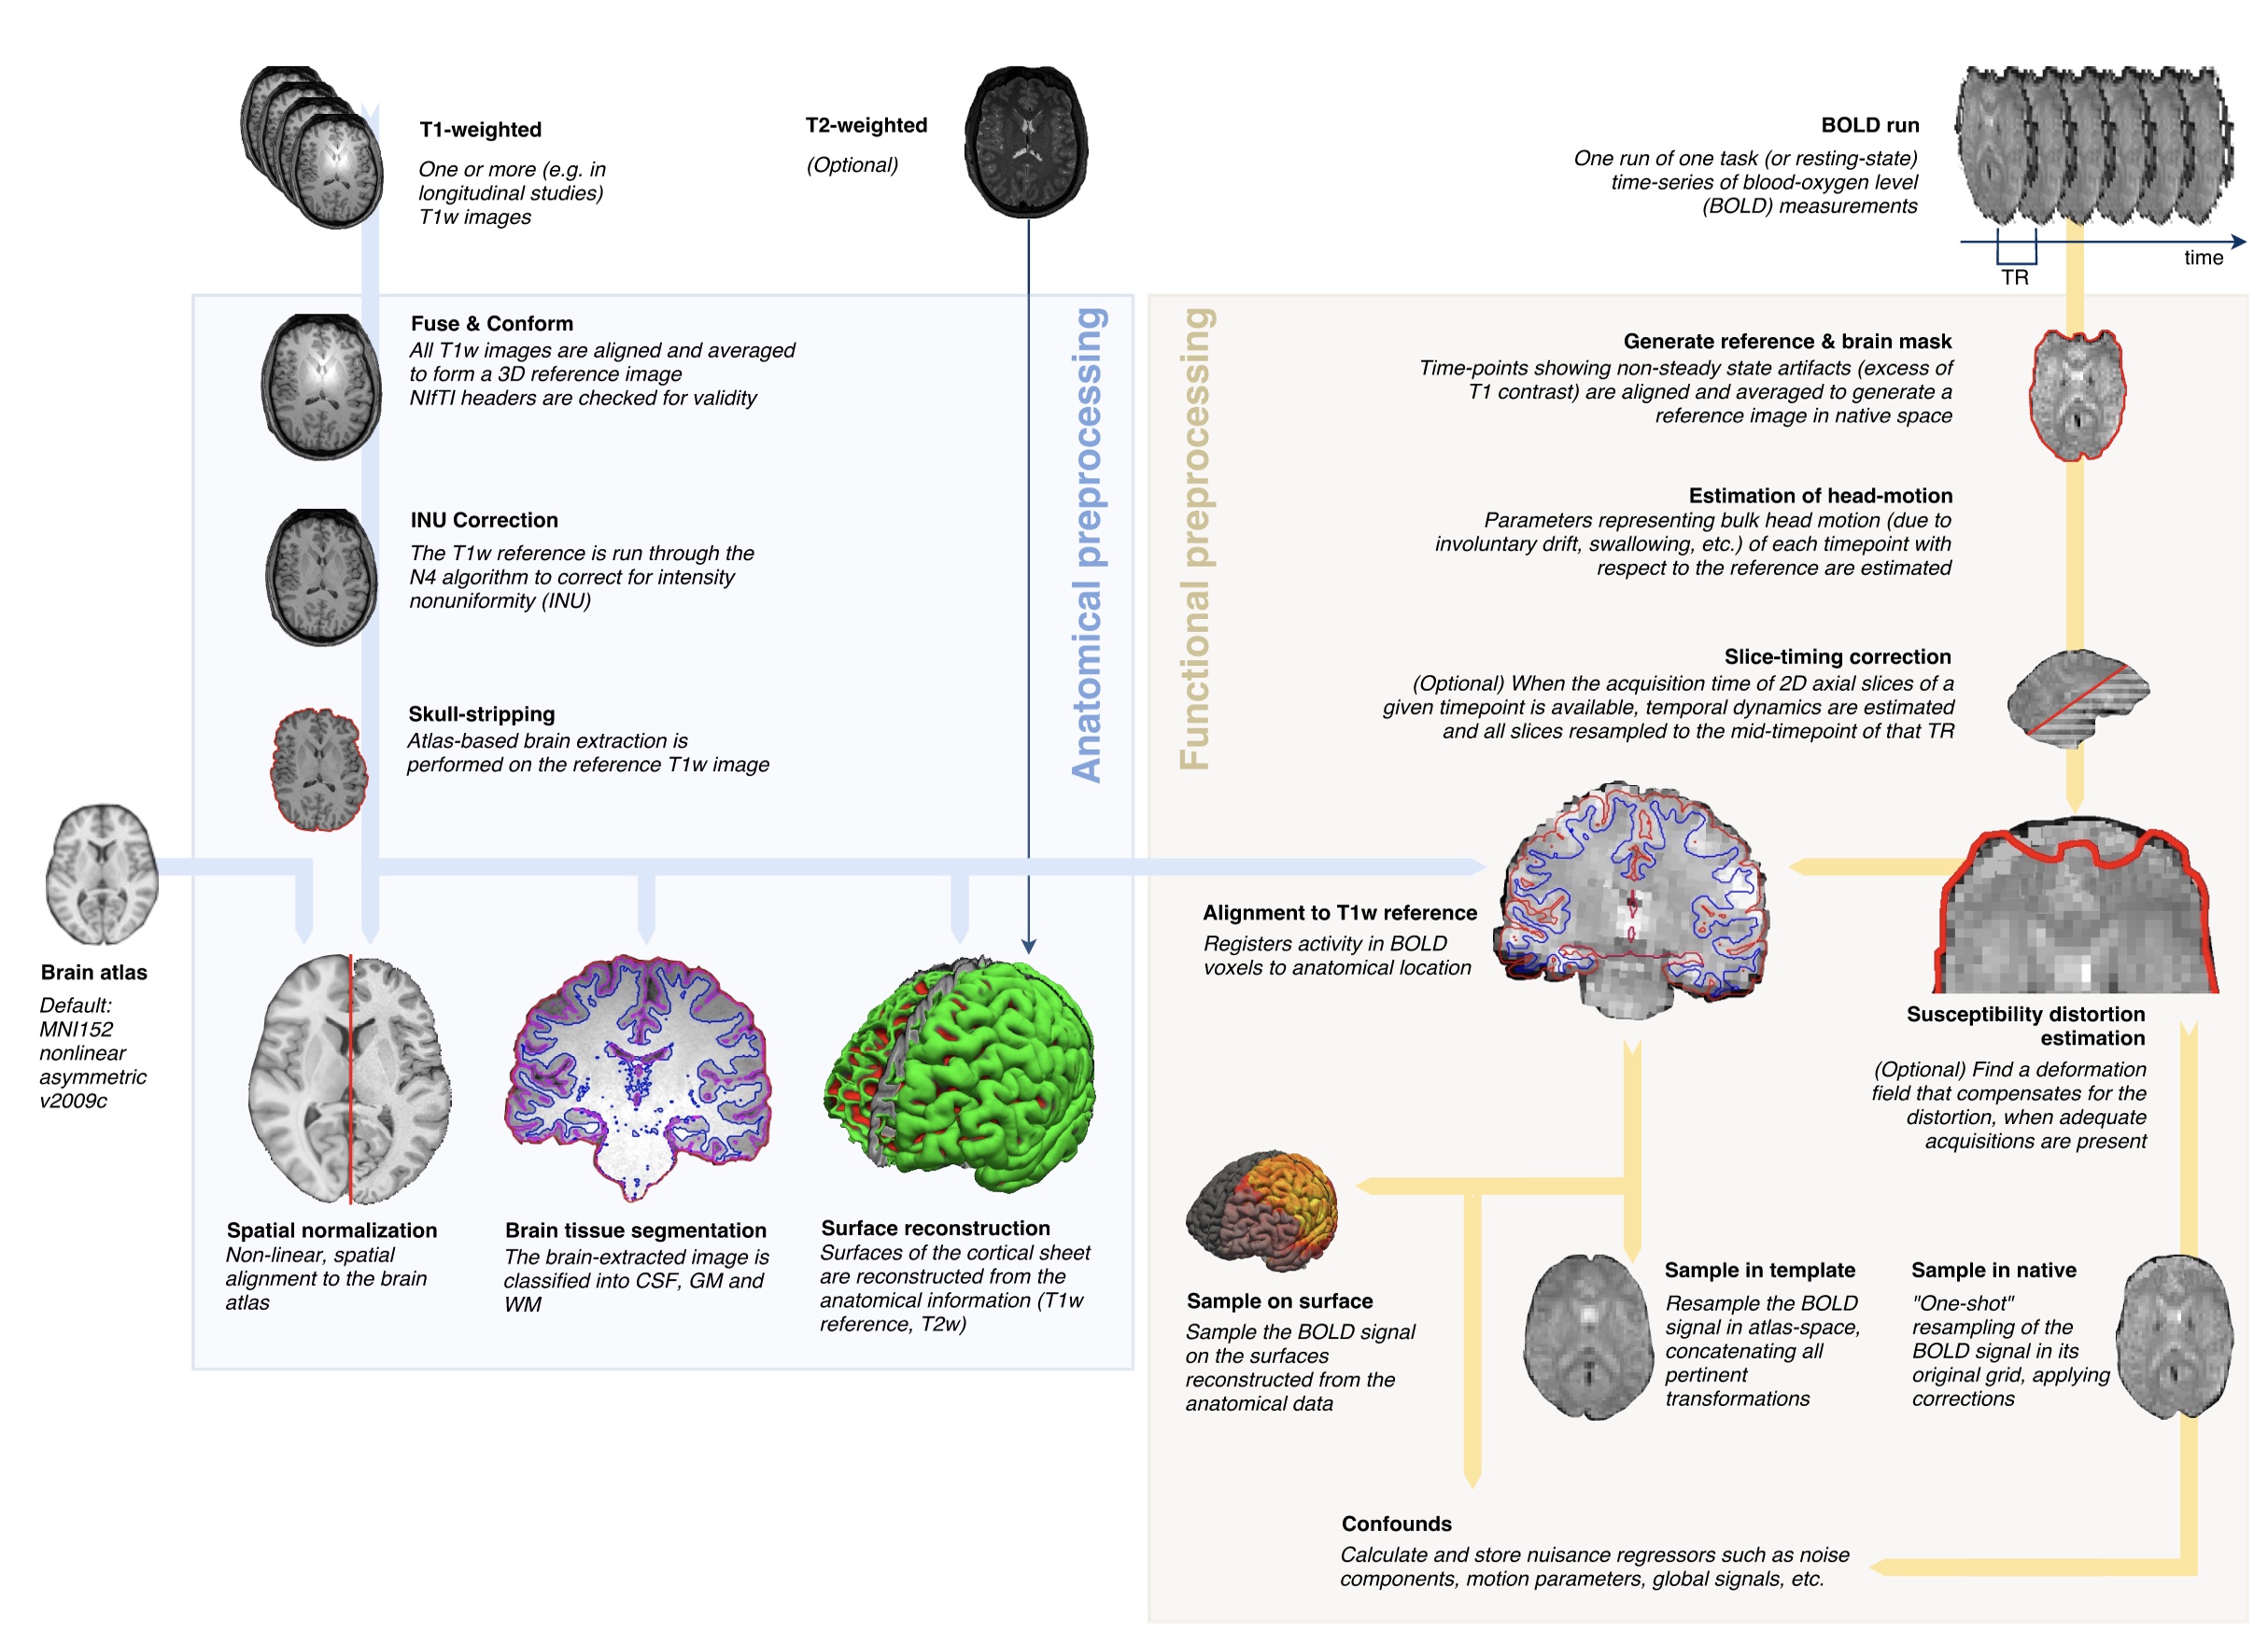 T1-weighted
One or more (e.g. in
longitudinal studies)
T1w images
T2-weighted
(Optional)
BOLD run
One run of one task (or resting-state)
time-series of blood-oxygen level
(BOLD) measurements
time
TR
Anatomical preprocessing
Fuse & Conform
All T1w images are aligned and averaged
to form a 3D reference image
NIfTI headers are checked for validity
INU Correction
The T1w reference is run through the
N4 algorithm to correct for intensity
nonuniformity (INU)
Skull-stripping
Atlas-based brain extraction is
performed on the reference T1w image
Brain atlas
Default:
MNI152
nonlinear
asymmetric
v2009c
Spatial normalization
Non-linear, spatial
alignment to the brain
atlas
Brain tissue segmentation
The brain-extracted image is
classified into CSF, GM and
WM
Surface reconstruction
Surfaces of the cortical sheet
are reconstructed from the
anatomical information (T1w
reference, T2w)
Functional preprocessing
Generate reference & brain mask
Time-points showing non-steady state artifacts (excess of
T1 contrast) are aligned and averaged to generate a
reference image in native space
Estimation of head-motion
Parameters representing bulk head motion (due to
involuntary drift, swallowing, etc.) of each timepoint with
respect to the reference are estimated
Slice-timing correction
(Optional) When the acquisition time of 2D axial slices of a
given timepoint is available, temporal dynamics are estimated
and all slices resampled to the mid-timepoint of that TR
Alignment to T1w reference
Registers activity in BOLD
voxels to anatomical location
Susceptibility distortion
estimation
(Optional) Find a deformation
field that compensates for the
distortion, when adequate
acquisitions are present
Sample on surface
Sample the BOLD signal
on the surfaces
reconstructed from the
anatomical data
Sample in template
Resample the BOLD
signal in atlas-space,
concatenating all
pertinent
transformations
Sample in native
"One-shot"
resampling of the
BOLD signal in its
original grid, applying
corrections
Confounds
Calculate and store nuisance regressors such as noise
components, motion parameters, global signals, etc.